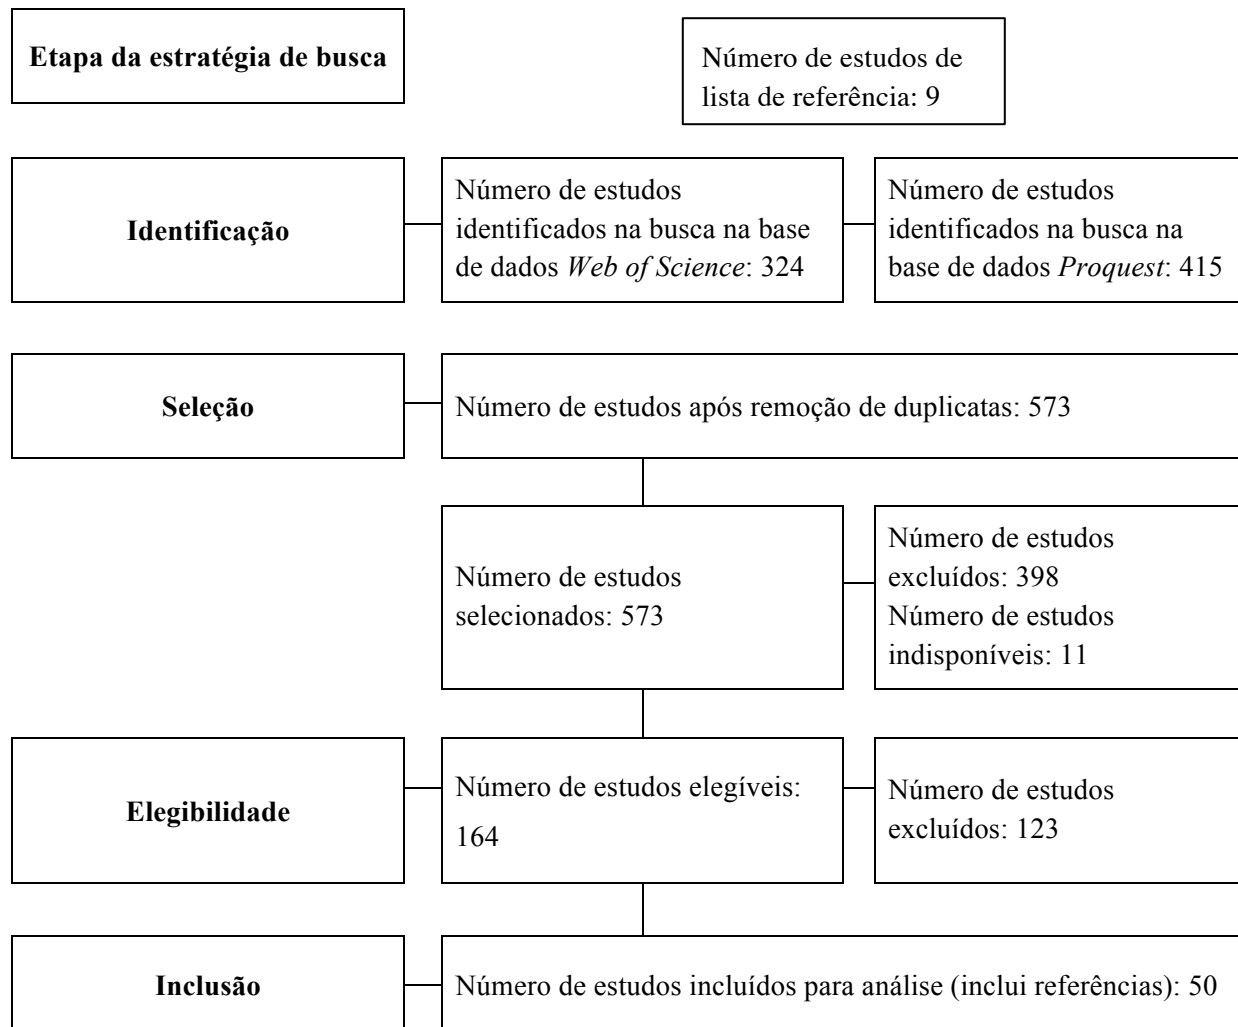 Etapa da estratégia de busca
Número de estudos de
lista de referência: 9
Identificação
Número de estudos
identificados na busca na base
de dados Web of Science: 324
Número de estudos
identificados na busca na
base de dados Proquest: 415
Seleção
Número de estudos após remoção de duplicatas: 573
Número de estudos
selecionados: 573
Número de estudos
excluídos: 398
Número de estudos
indisponíveis: 11
Elegibilidade
Número de estudos elegíveis:
164
Número de estudos
excluídos: 123
Inclusão
Número de estudos incluídos para análise (inclui referências): 50